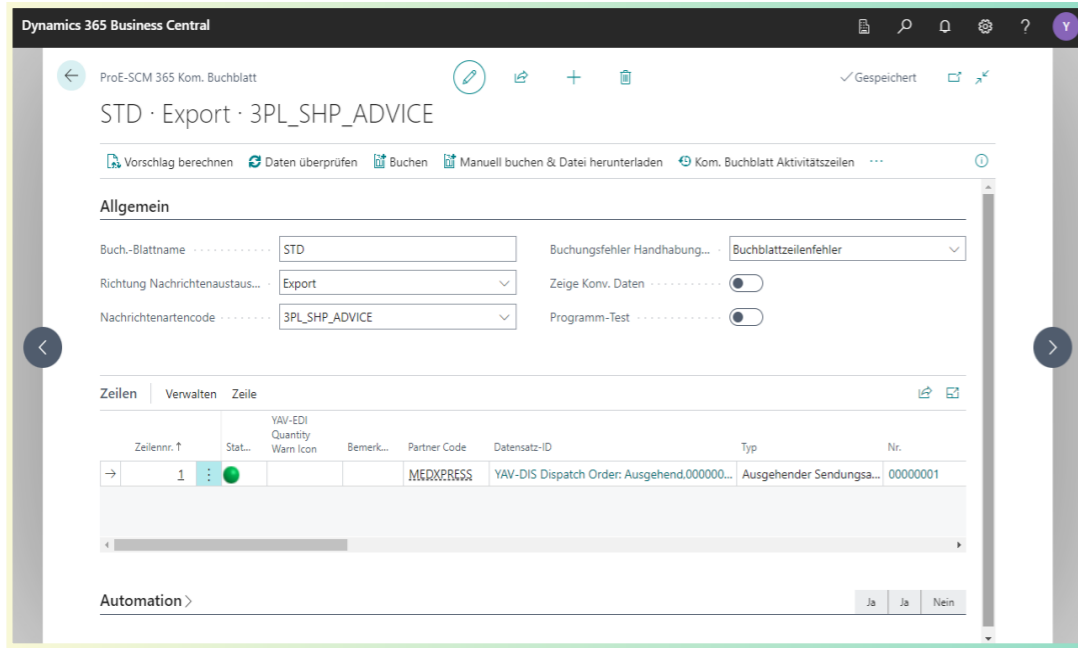 Dynamics 365 Business Central
Y
ProE-SCM 365 Kom. Buchblatt
Gespeichert
STD · Export · 3PL_SHP_ADVICE
Vorschlag berechnen Daten überprüfen Buchen Manuell buchen & Datei herunterladen Kom. Buchblatt Aktivitätszeilen ...
Allgemein
Buch.-Blattname STD Buchungsfehler Handhabung... Buchblattzeilenfehler
Richtung Nachrichtenaustaus... Export Zeige Konv. Daten
Nachrichtenartencode 3PL_SHP_ADVICE Programm-Test
Zeilen Verwalten Zeile
YAV-EDI
Quantity
Zeilennr. ↑ Stat... Warn Icon Bemerk... Partner Code Datensatz-ID Typ Nr.
→ 1 MEDXPRESS YAV-DIS Dispatch Order: Ausgehend,000000... Ausgehender Sendungsa... 00000001
Automation > Ja Ja Nein